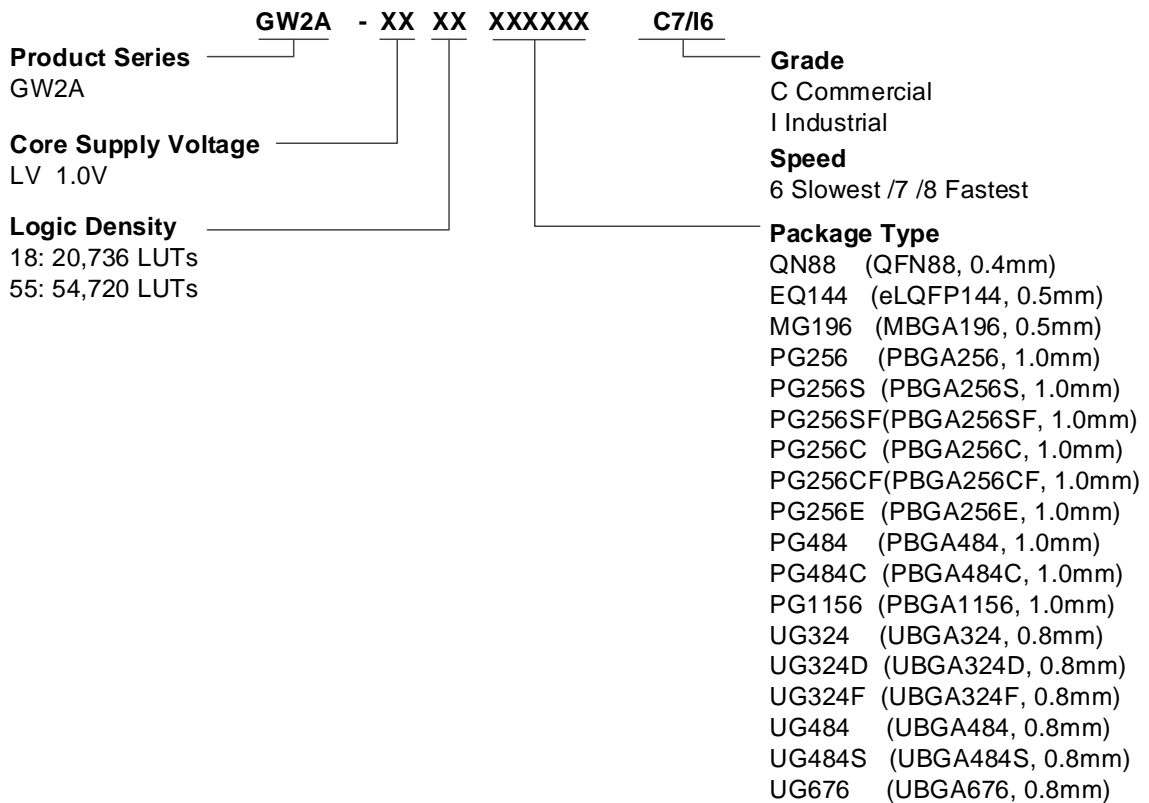 GW2A - XX XX XXXXXX C7/I6
Product Series
GW2A
Core Supply Voltage
LV 1.0V
Logic Density
18: 20,736 LUTs
55: 54,720 LUTs
Grade
C Commercial
I Industrial
Speed
6 Slowest /7 /8 Fastest
Package Type
QN88 (QFN88, 0.4mm)
EQ144 (eLQFP144, 0.5mm)
MG196 (MBGA196, 0.5mm)
PG256 (PBGA256, 1.0mm)
PG256S (PBGA256S, 1.0mm)
PG256SF(PBGA256SF, 1.0mm)
PG256C (PBGA256C, 1.0mm)
PG256CF(PBGA256CF, 1.0mm)
PG256E (PBGA256E, 1.0mm)
PG484 (PBGA484, 1.0mm)
PG484C (PBGA484C, 1.0mm)
PG1156 (PBGA1156, 1.0mm)
UG324 (UBGA324, 0.8mm)
UG324D (UBGA324D, 0.8mm)
UG324F (UBGA324F, 0.8mm)
UG484 (UBGA484, 0.8mm)
UG484S (UBGA484S, 0.8mm)
UG676 (UBGA676, 0.8mm)